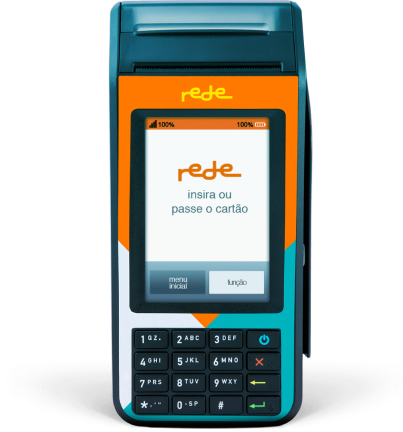 rede
100% 100%
rede
insira ou
passe o cartão
menu
inicial
função
1 QZ. 2 ABC 3 DEF
4 GHI 5 JKL 6 MNO
7 PRS 8 TUV 9 WXY
*,'" 0-SP #